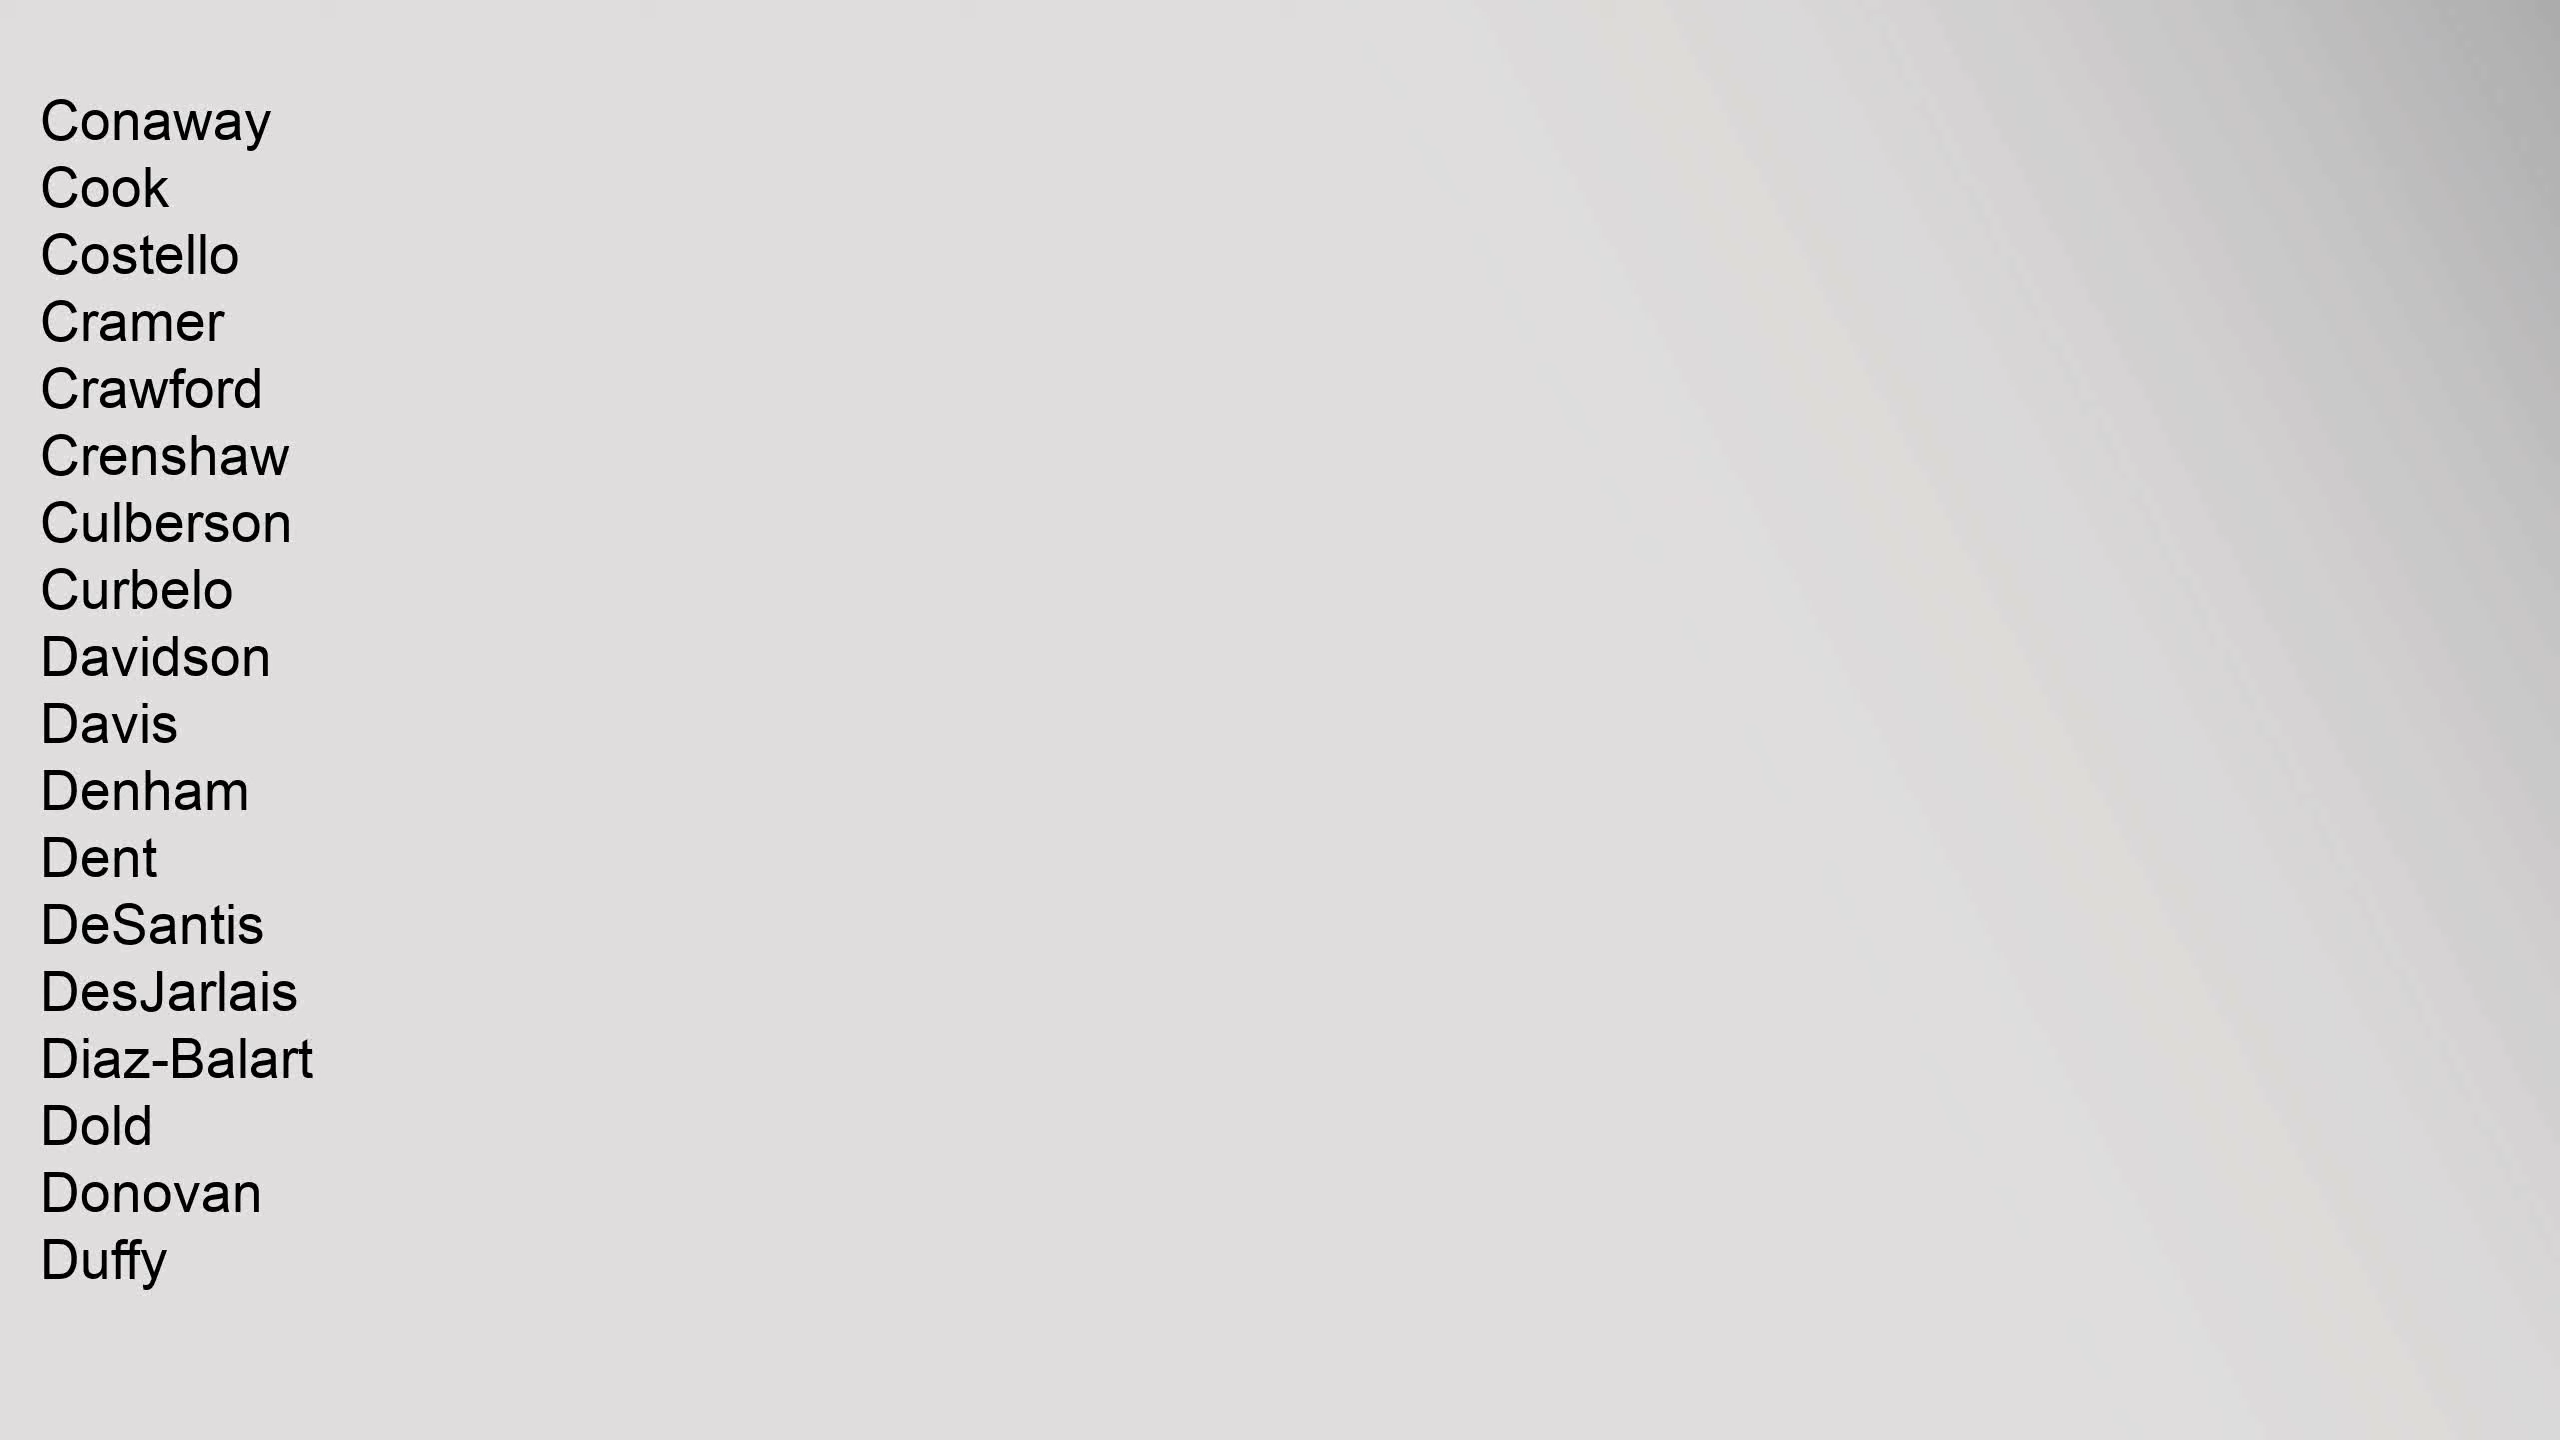 Conaway
Cook
Costello
Cramer
Crawford
Crenshaw
Culberson
Curbelo
Davidson
Davis
Denham
Dent
DeSantis
DesJarlais
Diaz-Balart
Dold
Donovan
Duffy